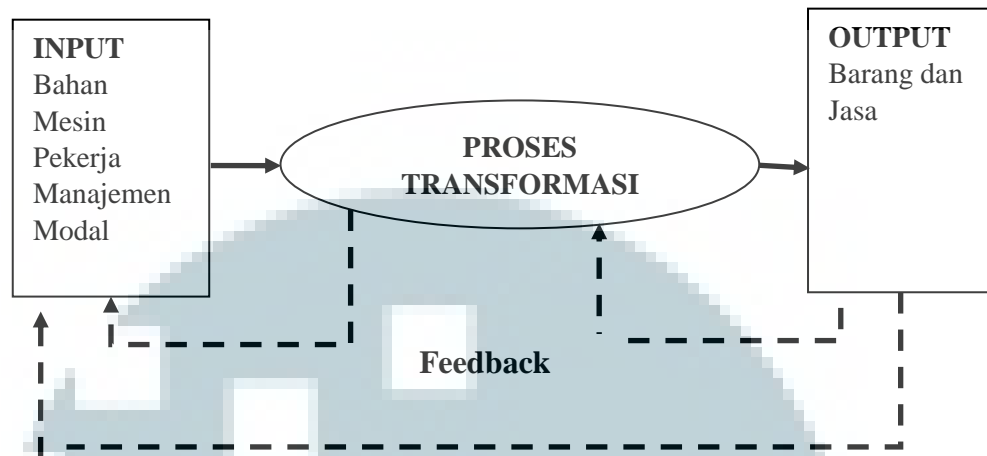 INPUT
Bahan
Mesin
Pekerja
Manajemen
Modal
PROSES
TRANSFORMASI
OUTPUT
Barang dan
Jasa
Feedback